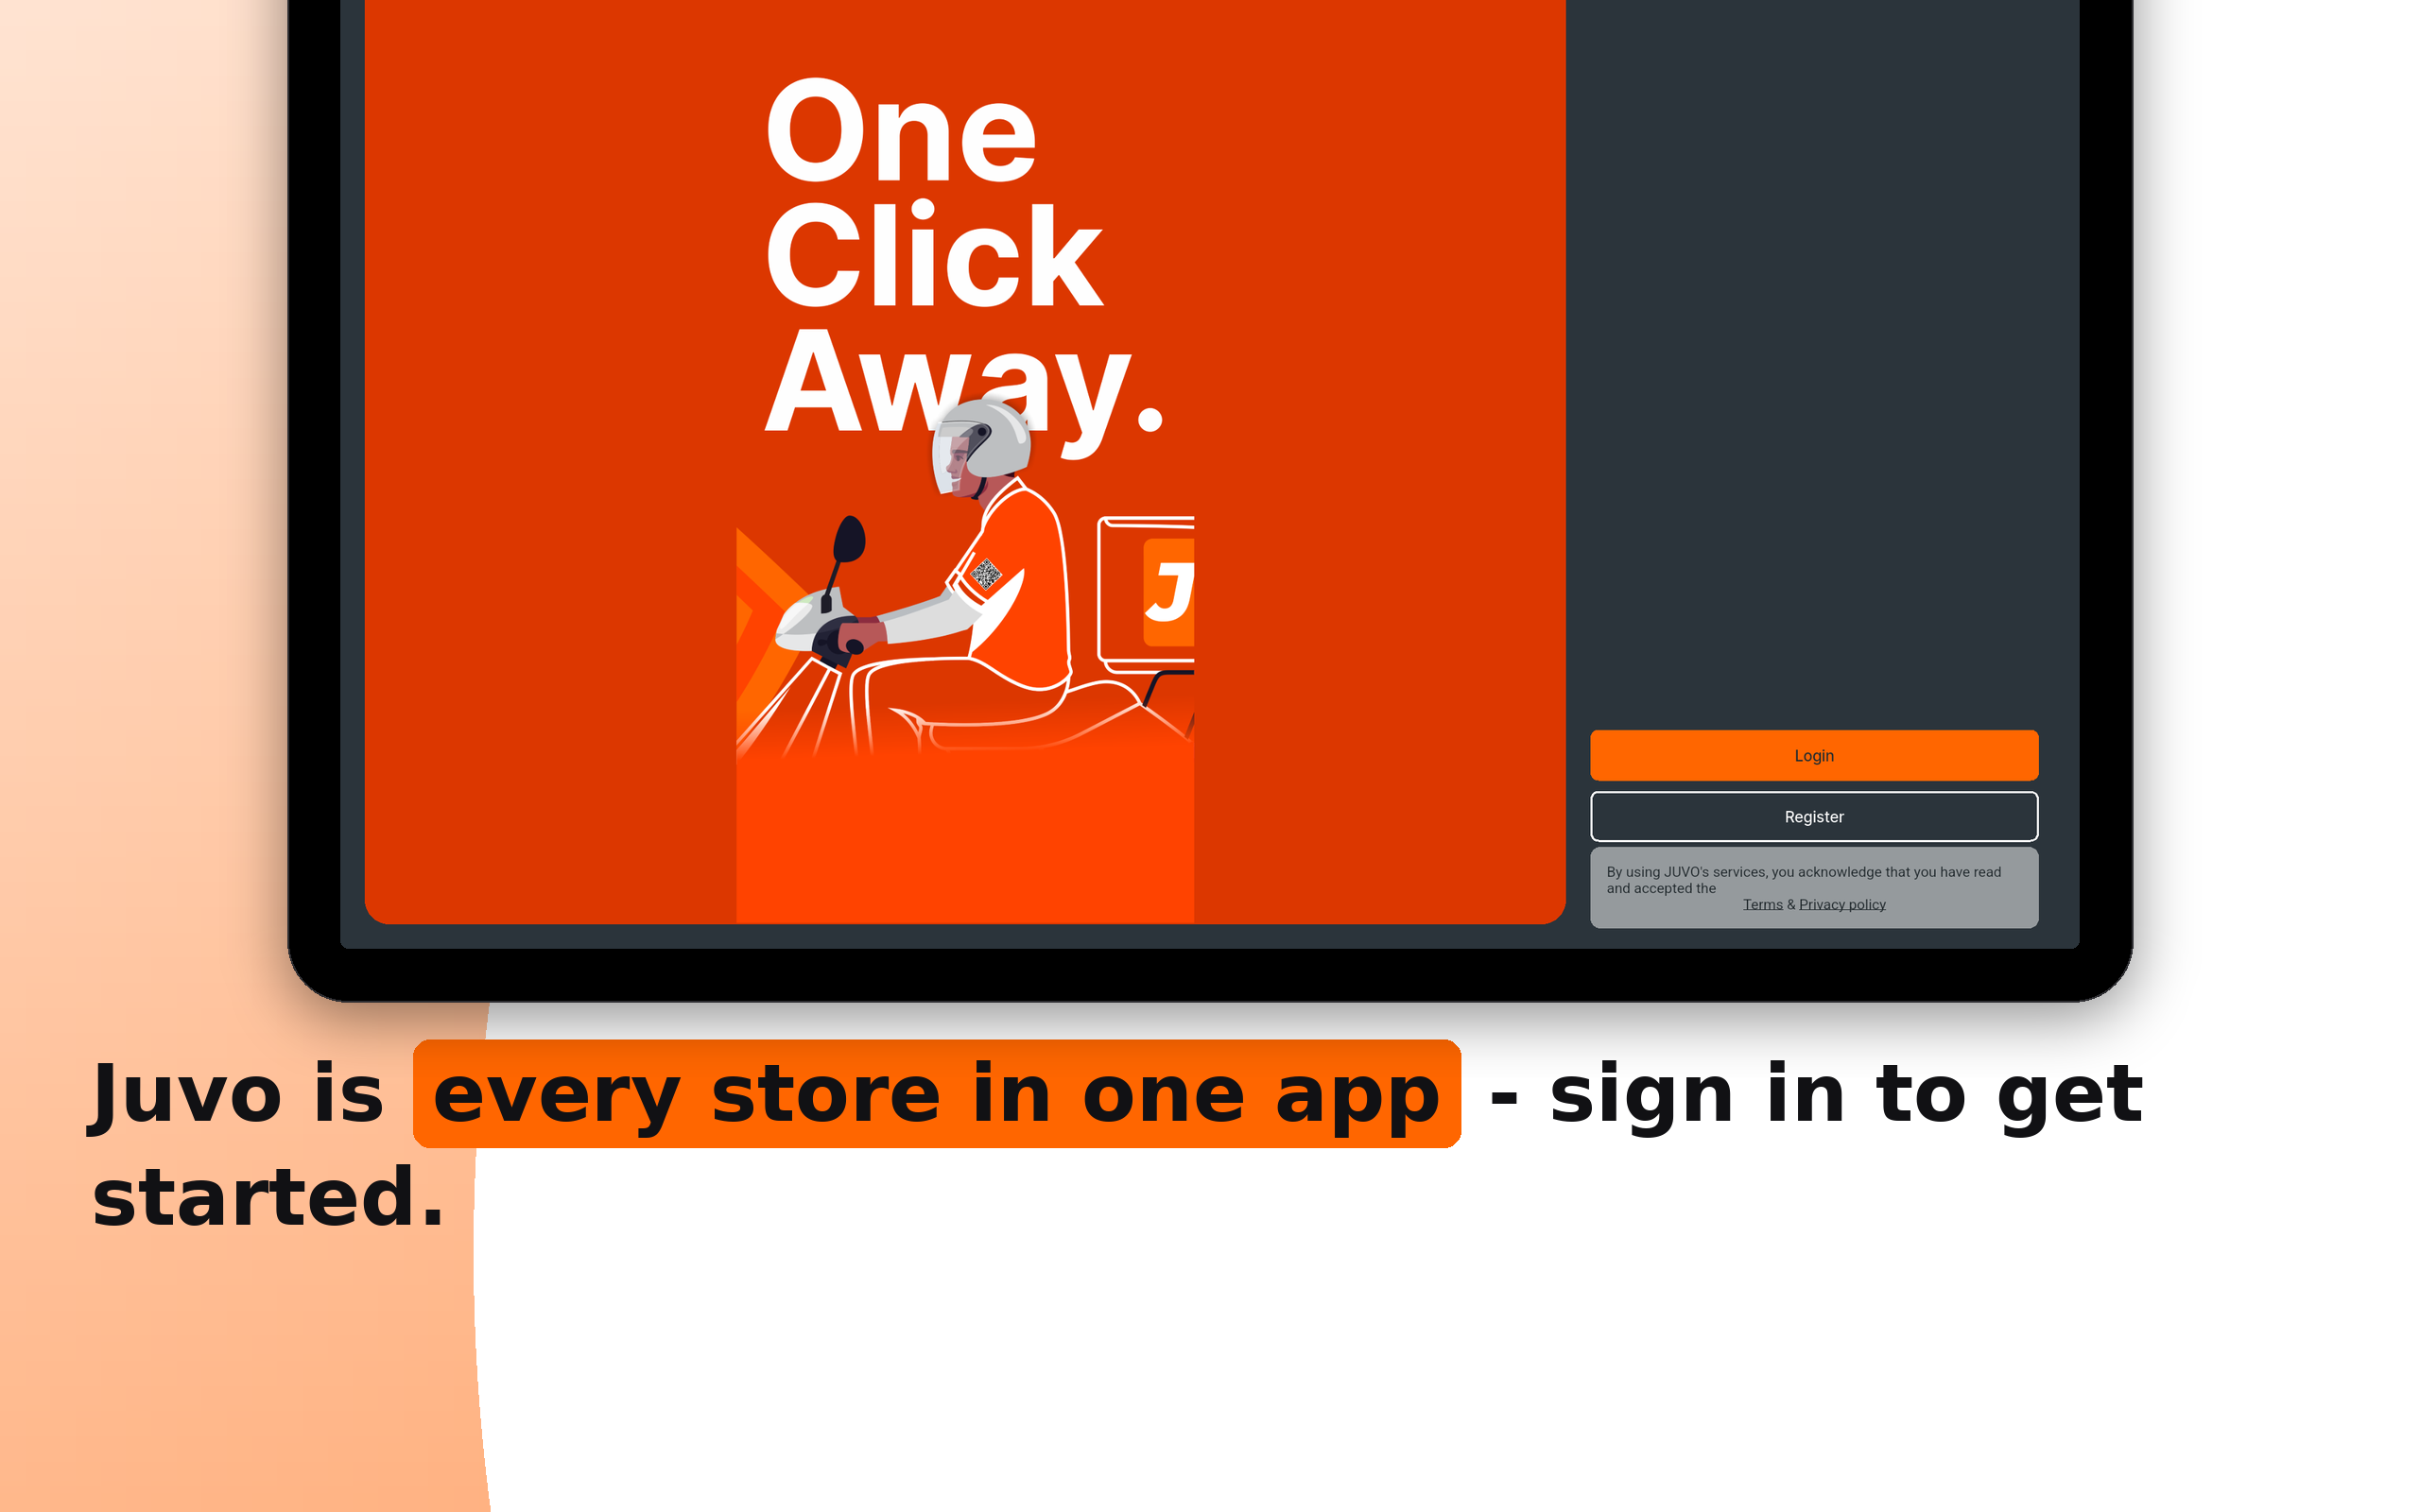 One
Click
Away.
J
Login
Register
By using JUVO's services, you acknowledge that you have read
and accepted the
Terms & Privacy policy
Juvo is every store in one app - sign in to get
started.